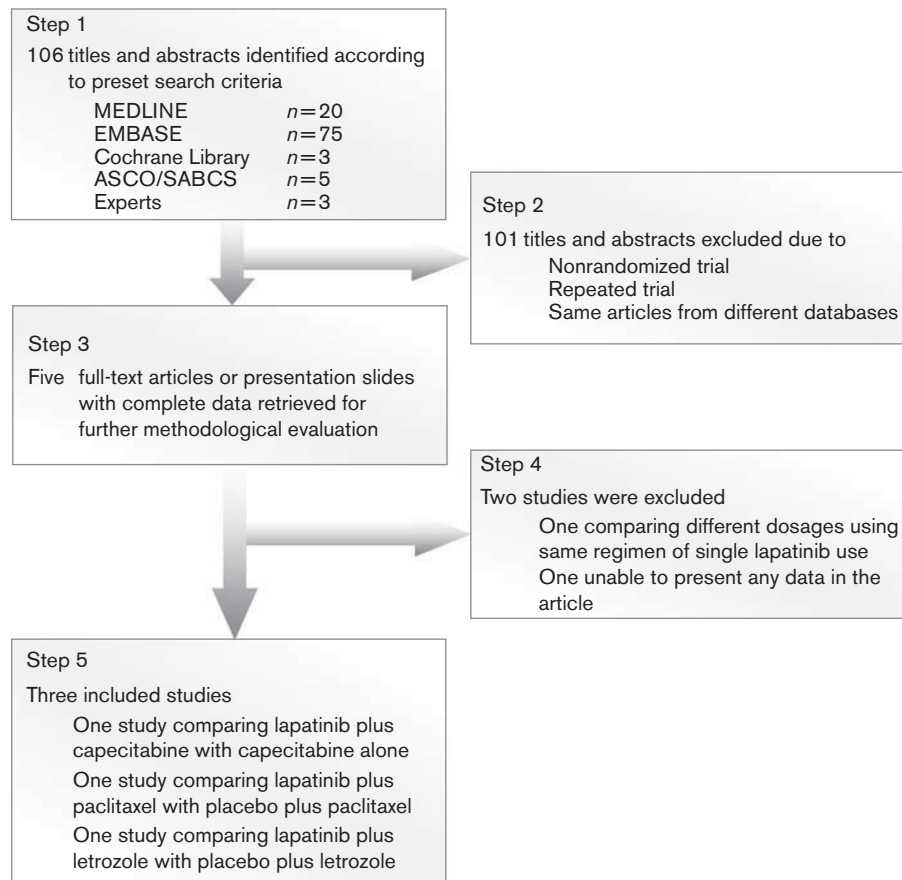 Step 1
106 titles and abstracts identified according
to preset search criteria
MEDLINE n=20
EMBASE n=75
Cochrane Library n=3
ASCO/SABCS n=5
Experts n=3
Step 2
101 titles and abstracts excluded due to
Nonrandomized trial
Repeated trial
Same articles from different databases
Step 3
Five full-text articles or presentation slides
with complete data retrieved for
further methodological evaluation
Step 4
Two studies were excluded
One comparing different dosages using
same regimen of single lapatinib use
One unable to present any data in the
article
Step 5
Three included studies
One study comparing lapatinib plus
capecitabine with capecitabine alone
One study comparing lapatinib plus
paclitaxel with placebo plus paclitaxel
One study comparing lapatinib plus
letrozole with placebo plus letrozole